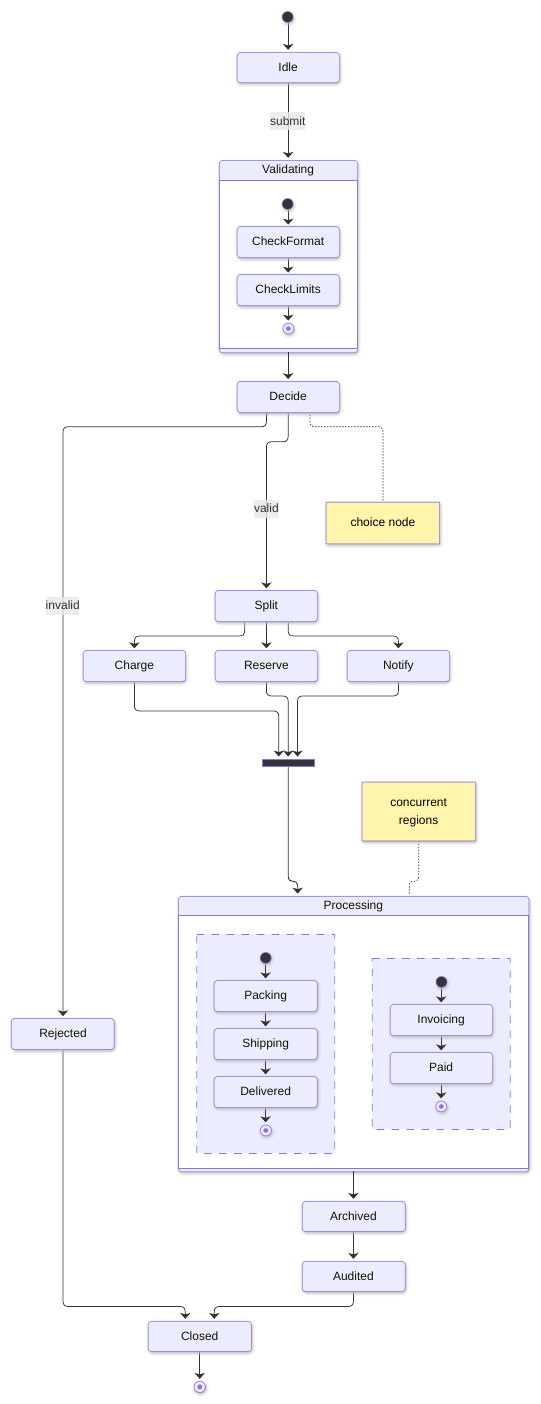 Idle
submit
Validating
CheckFormat
CheckLimits
Decide
valid
choice node
Split
invalid
Charge
Reserve
Notify
concurrent
regions
Processing
Packing
Invoicing
Shipping
Rejected
Paid
Delivered
Archived
Audited
Closed